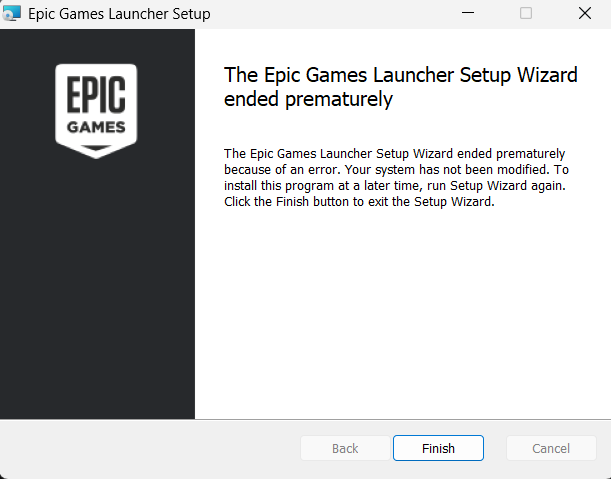 Epic Games Launcher Setup
EPIC
GAMES
The Epic Games Launcher Setup Wizard
ended prematurely
The Epic Games Launcher Setup Wizard ended prematurely
because of an error. Your system has not been modified. To
install this program at a later time, run Setup Wizard again.
Click the Finish button to exit the Setup Wizard.
Back
Finish
Cancel